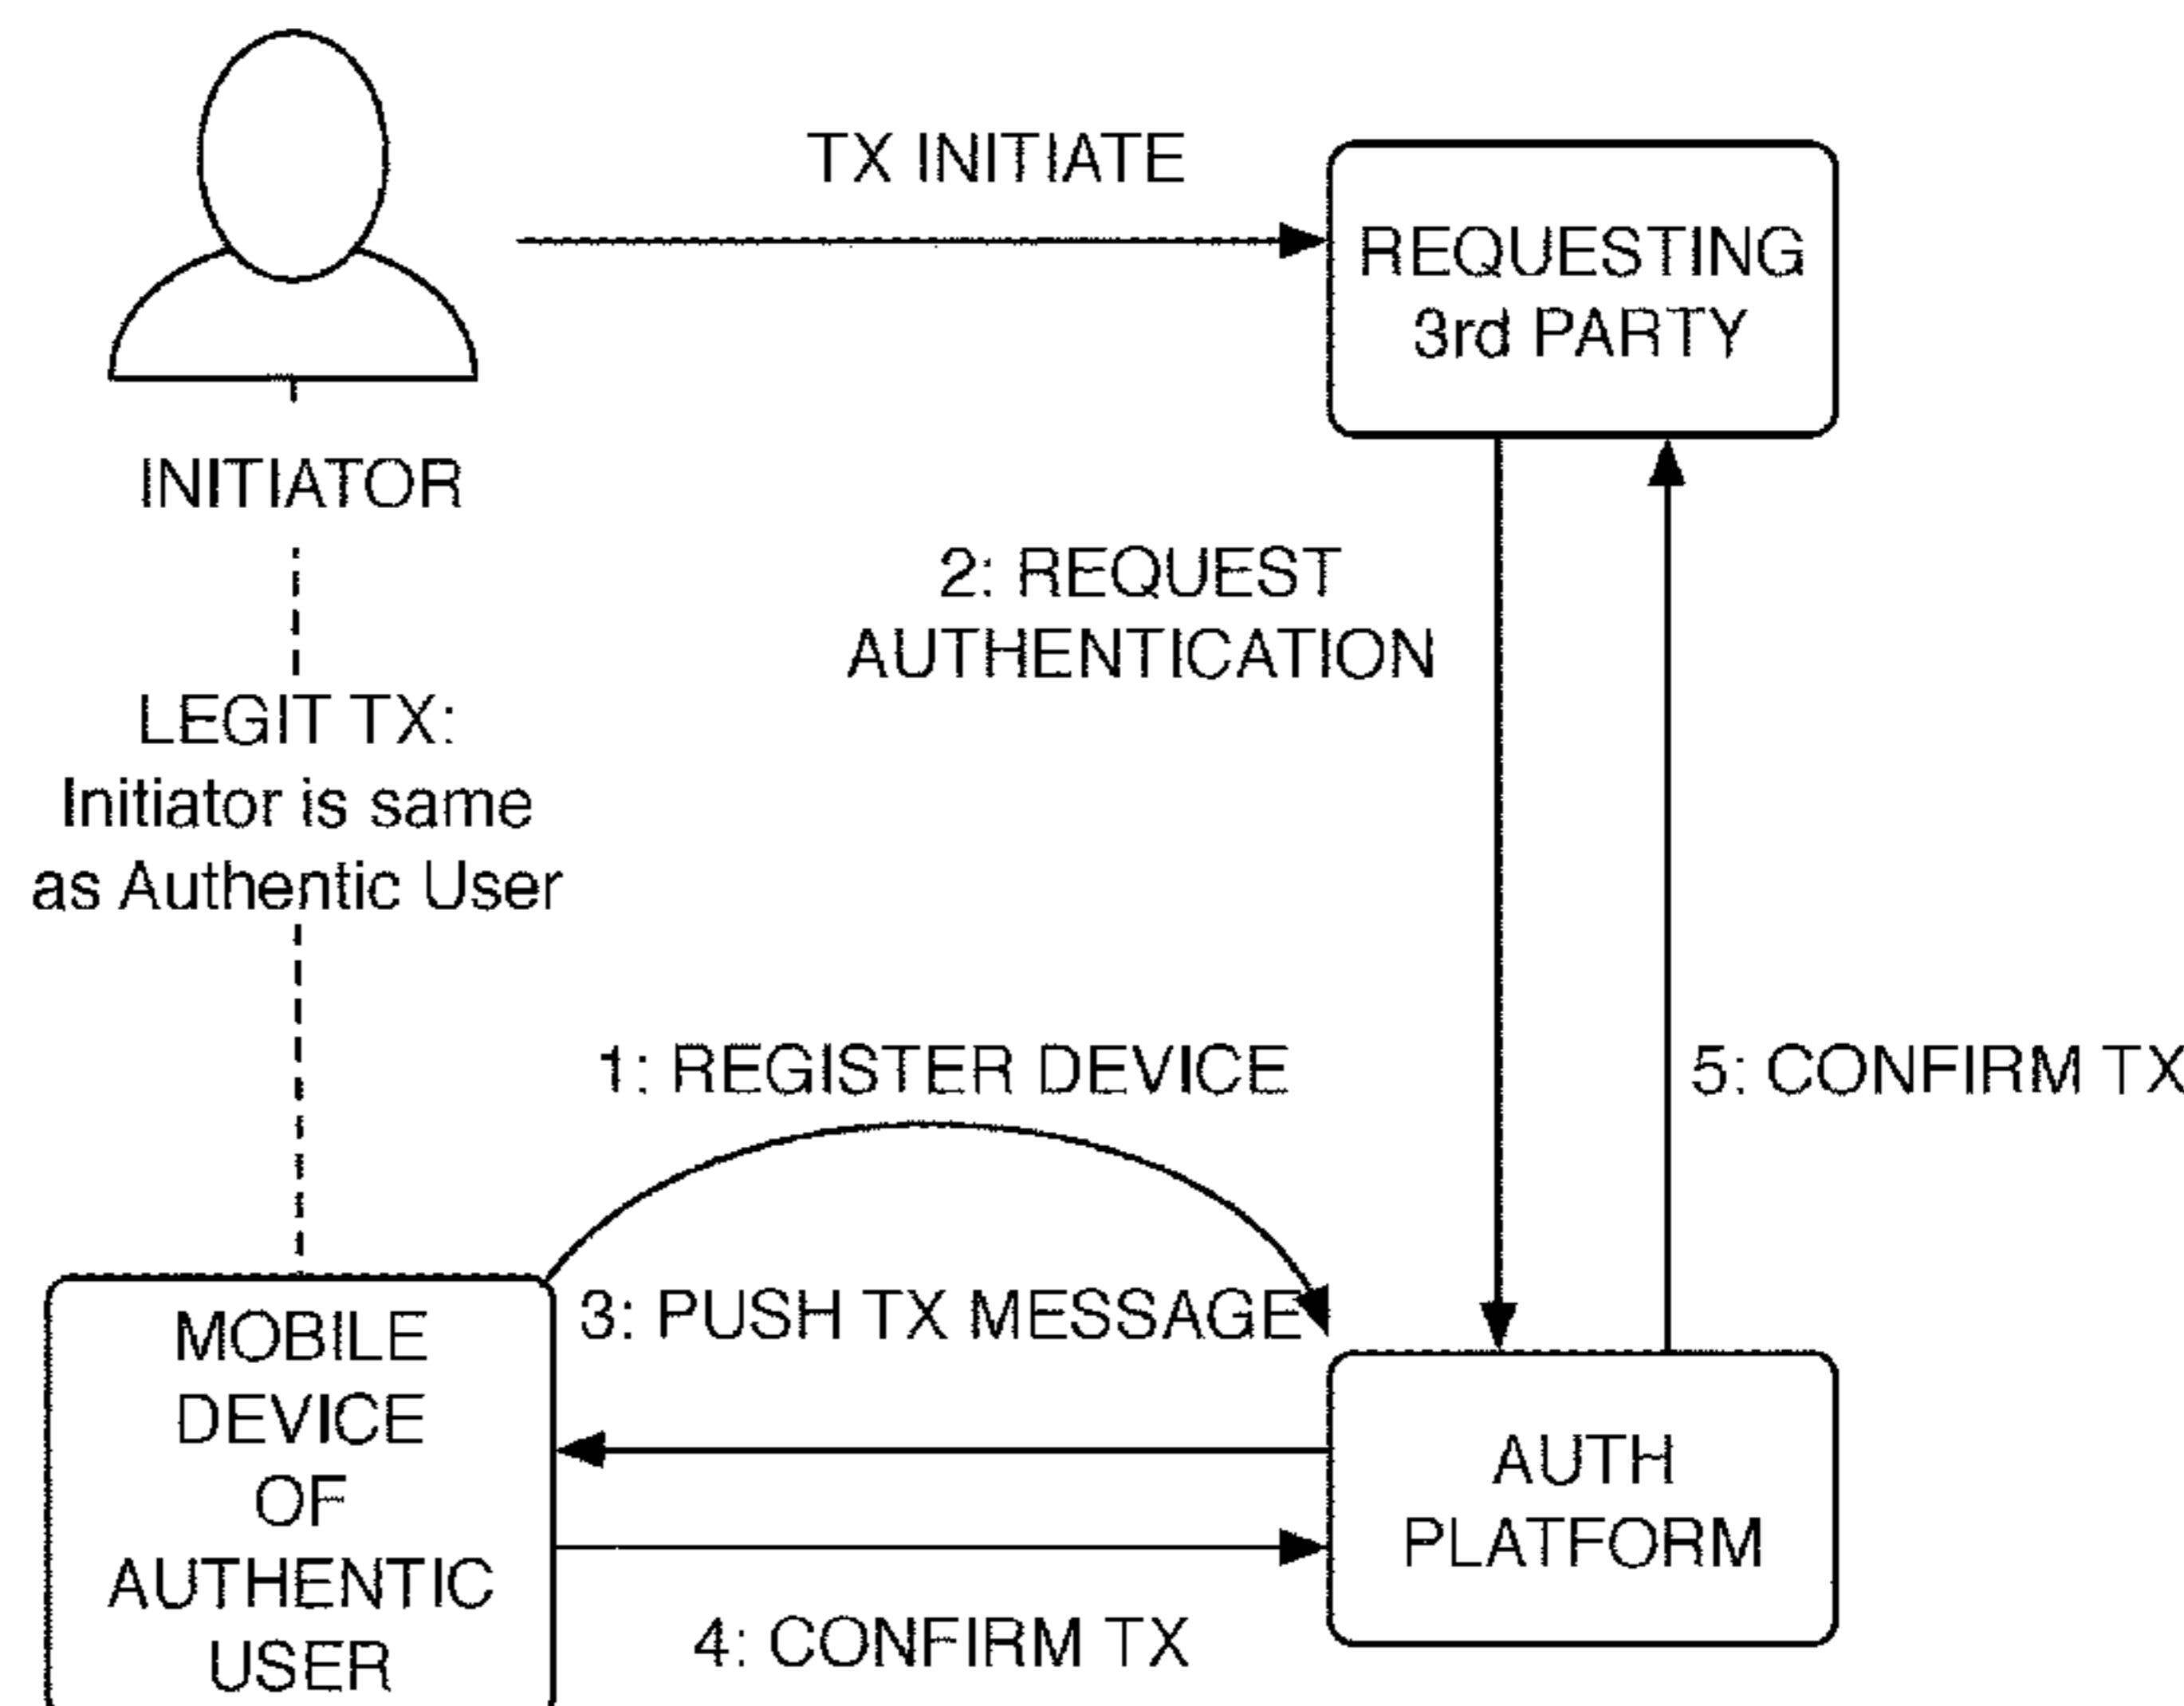 TX INITIATE
REQUESTING
3rd PARTY
INITIATOR
2: REQUEST
AUTHENTICATION
LEGIT TX:
Initiator is same
as Authentic User
1: REGISTER DEVICE
5: CONFIRM TX
3: PUSH TX MESSAGE
MOBILE
DEVICE
OF
AUTHENTIC
USER
AUTH
PLATFORM
4: CONFIRM TX